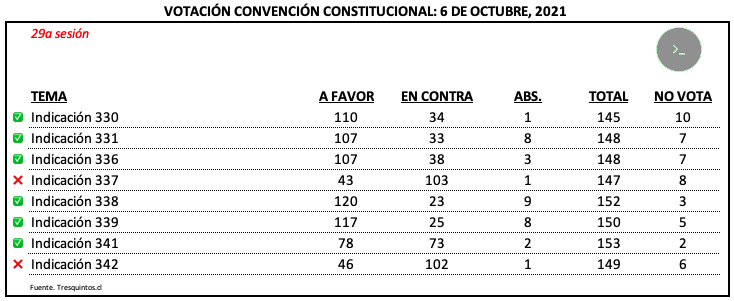 VOTACIÓN CONVENCIÓN CONSTITUCIONAL: 6 DE OCTUBRE, 2021
29a sesión
>_
TEMA A FAVOR EN CONTRA ABS. TOTAL NO VOTA
✅ Indicación 330 110 34 1 145 10
✅ Indicación 331 107 33 8 148 7
✅ Indicación 336 107 38 3 148 7
❌ Indicación 337 43 103 1 147 8
✅ Indicación 338 120 23 9 152 3
✅ Indicación 339 117 25 8 150 5
✅ Indicación 341 78 73 2 153 2
❌ Indicación 342 46 102 1 149 6
Fuente. Tresquintos.cl